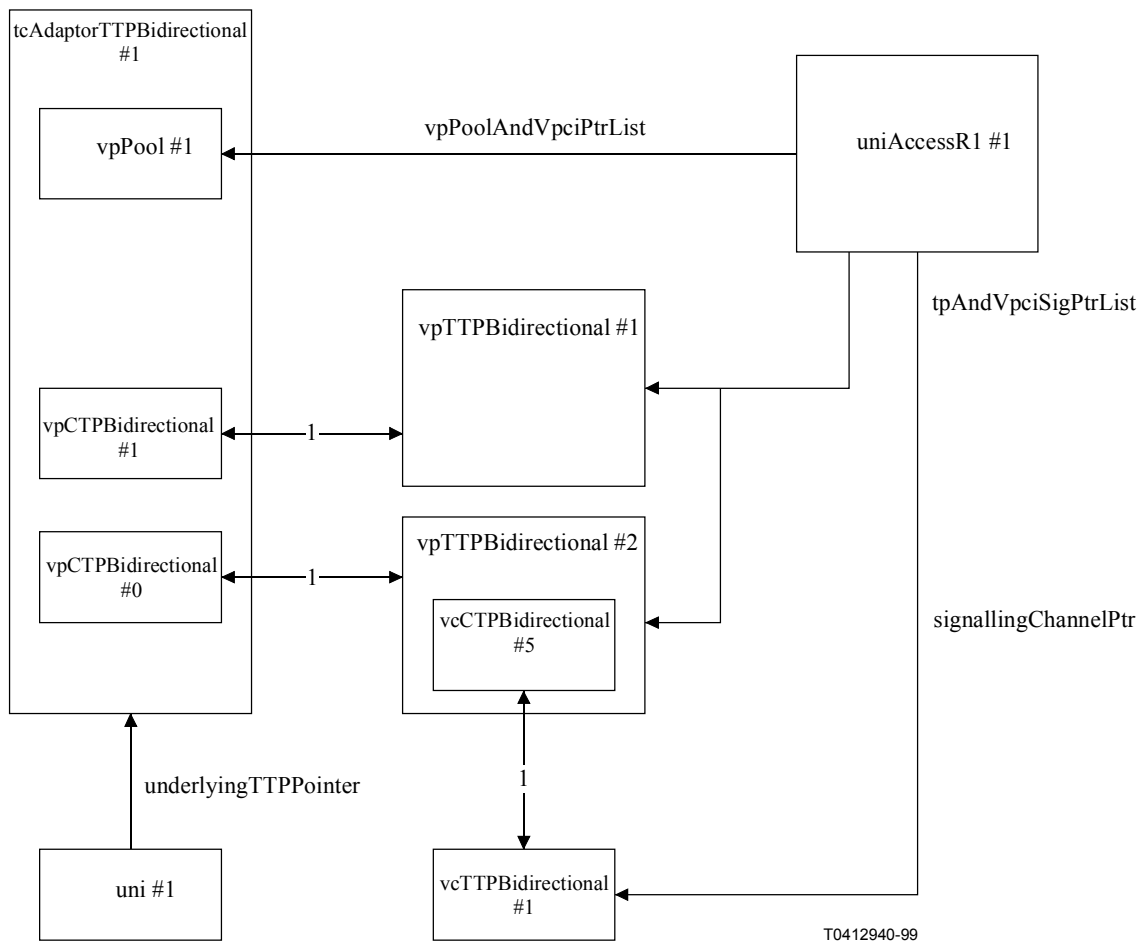 tcAdaptorTTPBidirectional
#1
vpPool #1
vpPoolAndVpciPtrList
uniAccessR1 #1
tpAndVpciSigPtrList
vpTTPBidirectional #1
vpCTPBidirectional
#1
1
vpTTPBidirectional #2
vpCTPBidirectional
#0
1
vcCTPBidirectional
#5
signallingChannelPtr
1
underlyingTTPPointer
uni #1
vcTTPBidirectional
#1
T0412940-99